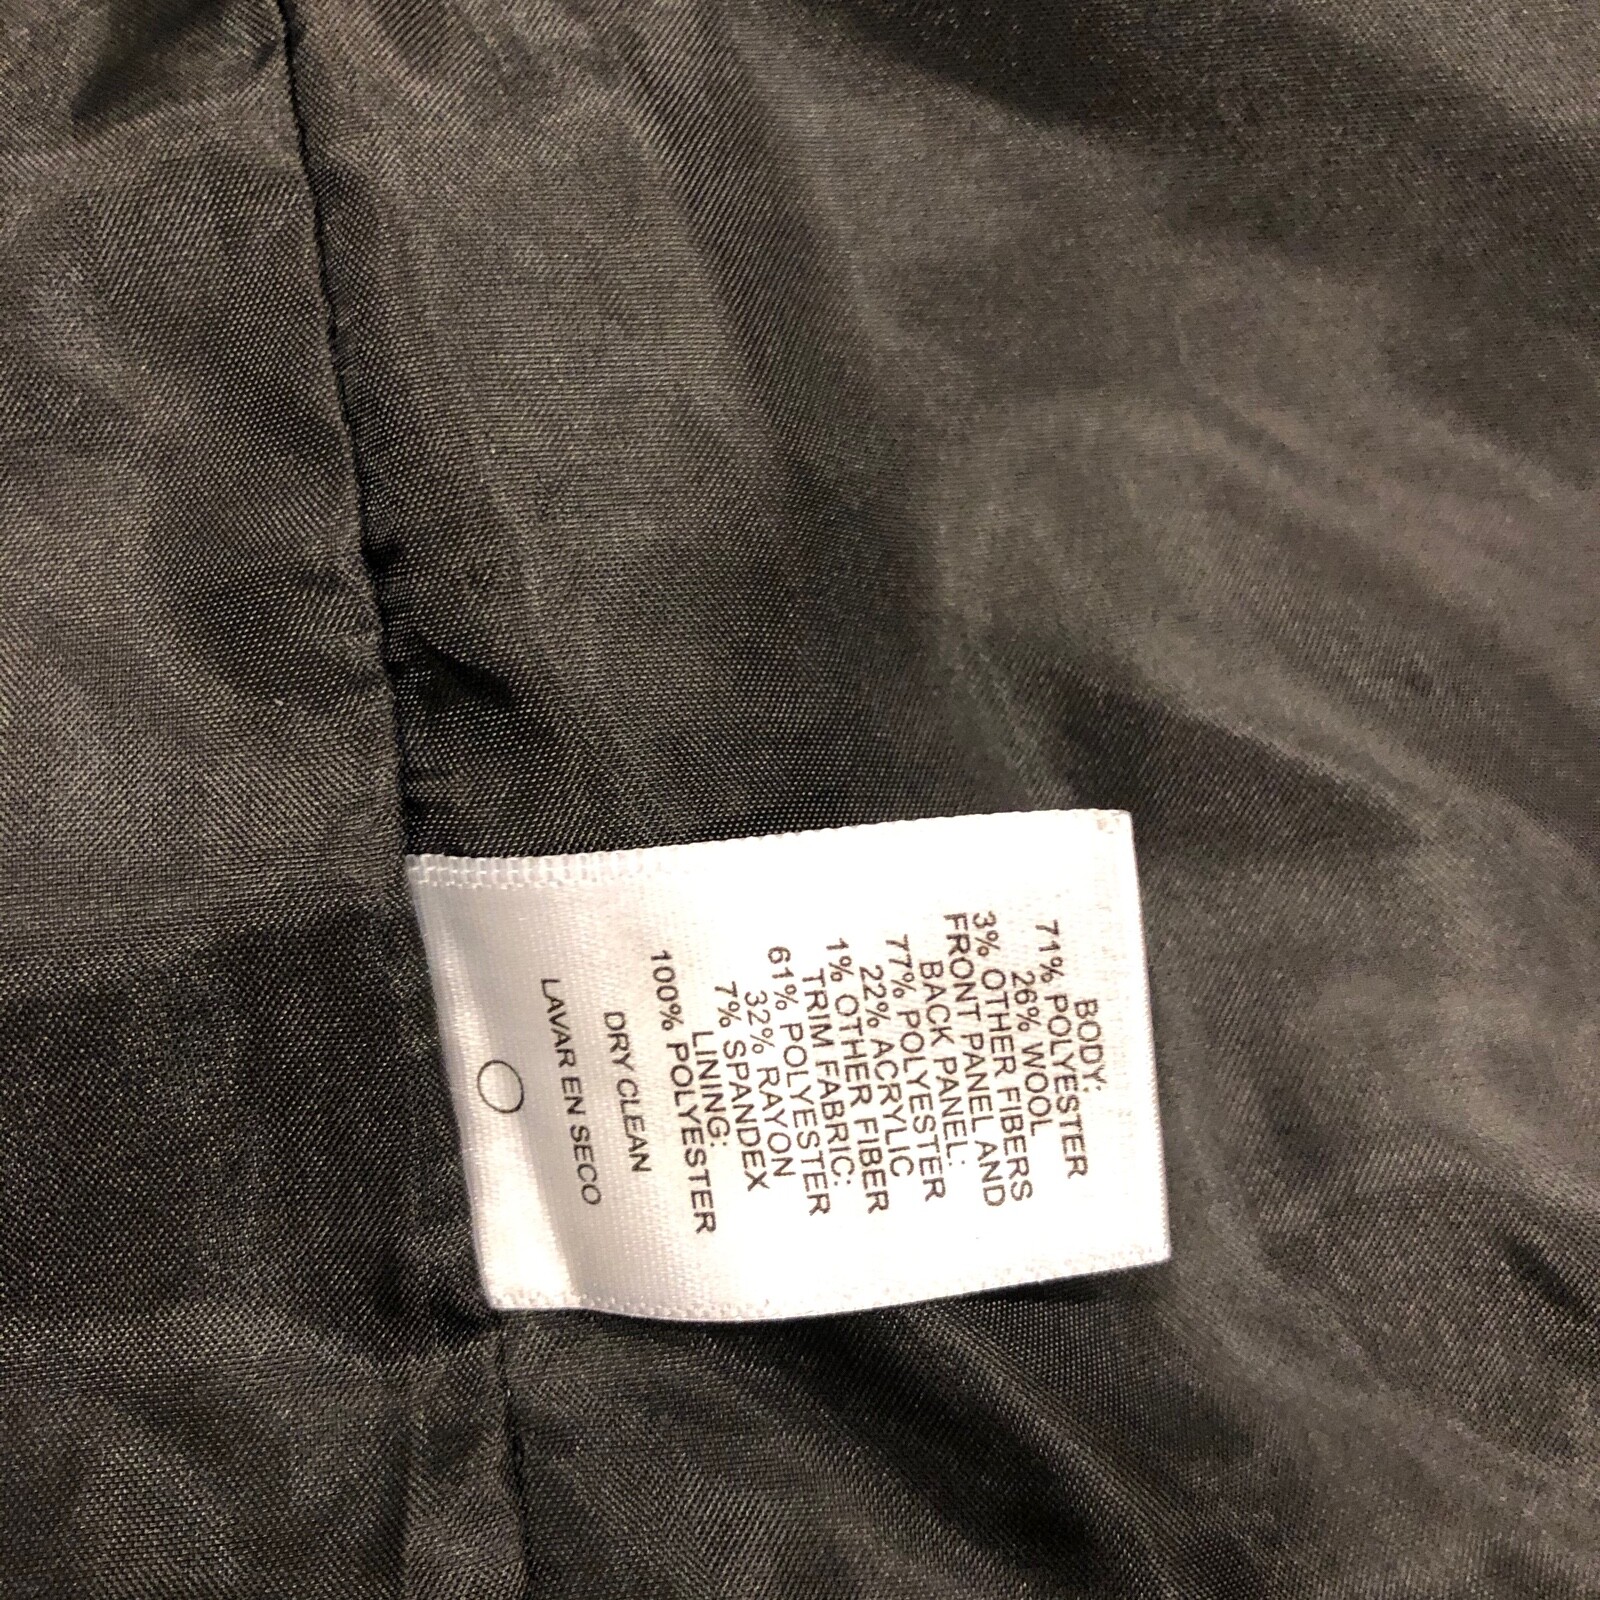 BODY:
71% POLYESTER
26% WOOL
3% OTHER FIBERS
FRONT PANEL AND
BACK PANEL:
77% POLYESTER
22% ACRYLIC
1% OTHER FIBER
TRIM FABRIC:
61% POLYESTER
32% RAYON
7% SPANDEX
LINING:
100% POLYESTER
DRY CLEAN
LAVAR EN SECO